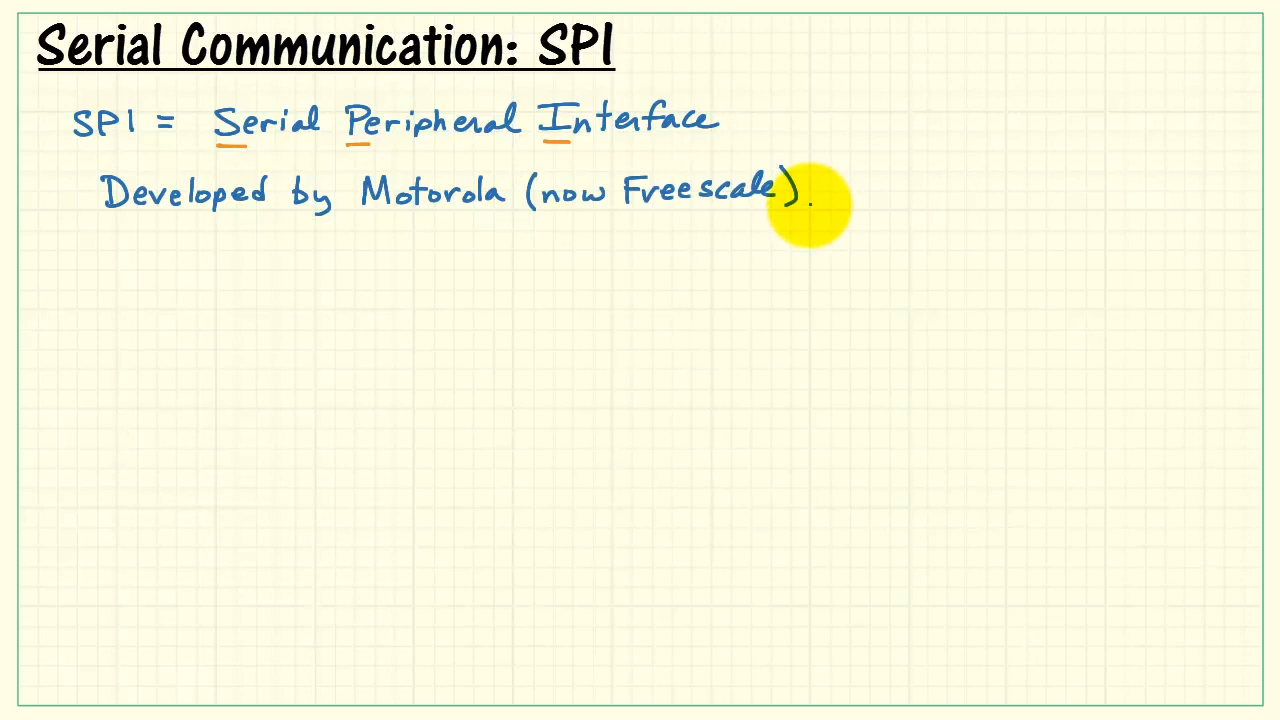 Serial Communication: SPI
SPI = Serial Peripheral Interface
Developed by Motorola (now Freescale).